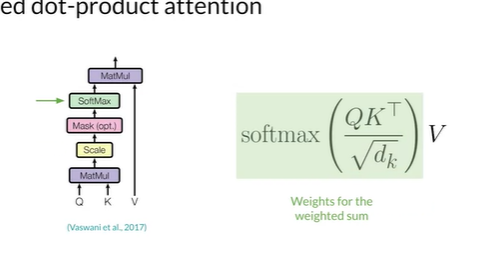 ed dot-product attention
MatMul
SoftMax
Mask (opt.)
Scale
MatMul
Q K V
(Vaswani et al., 2017)
softmax ( QK⊤ / √dk ) V
Weights for the
weighted sum